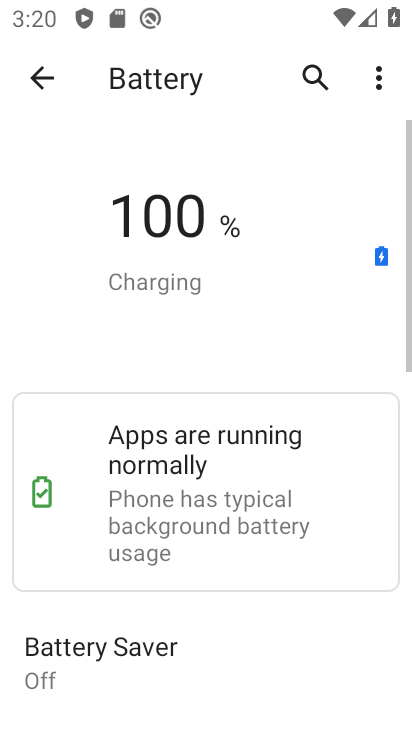 3:20
Battery
100 %
Charging
Apps are running
normally
Phone has typical
background battery
usage
Battery Saver
Off